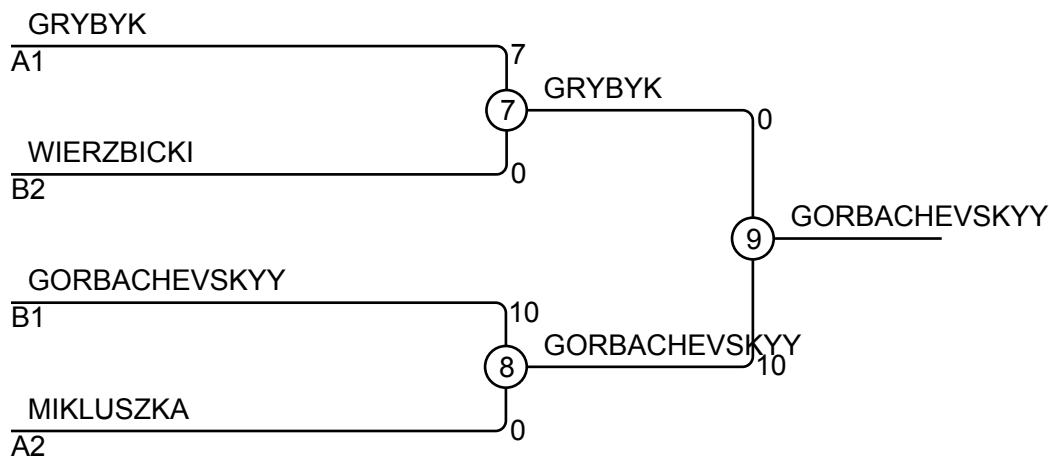 GRYBYK
A1
7
7
GRYBYK
0
WIERZBICKI
B2
0
9
GORBACHEVSKYY
GORBACHEVSKYY
B1
10
8
GORBACHEVSKYY
10
MIKLUSZKA
A2
0